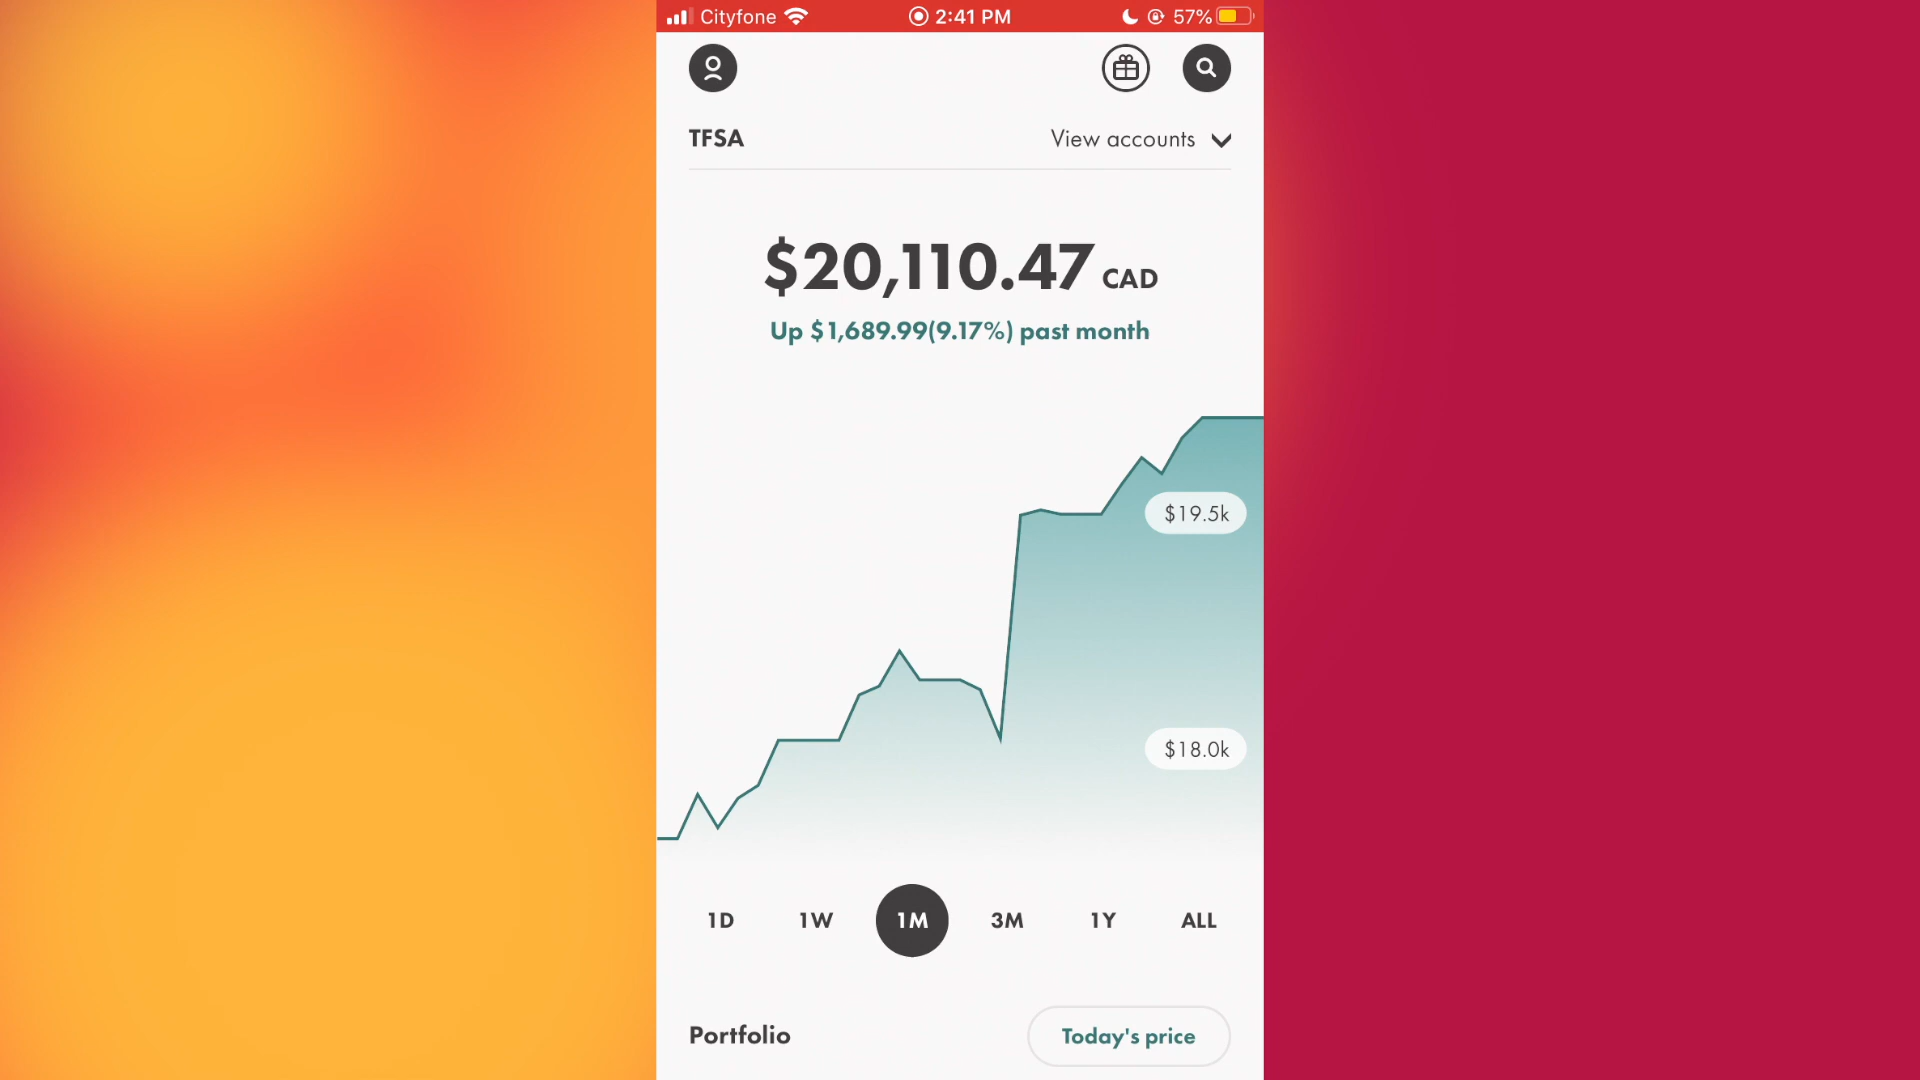 Cityfone 2:41 PM 57%
TFSA View accounts
$20,110.47 CAD
Up $1,689.99(9.17%) past month
$19.5k
$18.0k
1D 1W 1M 3M 1Y ALL
Portfolio Today's price